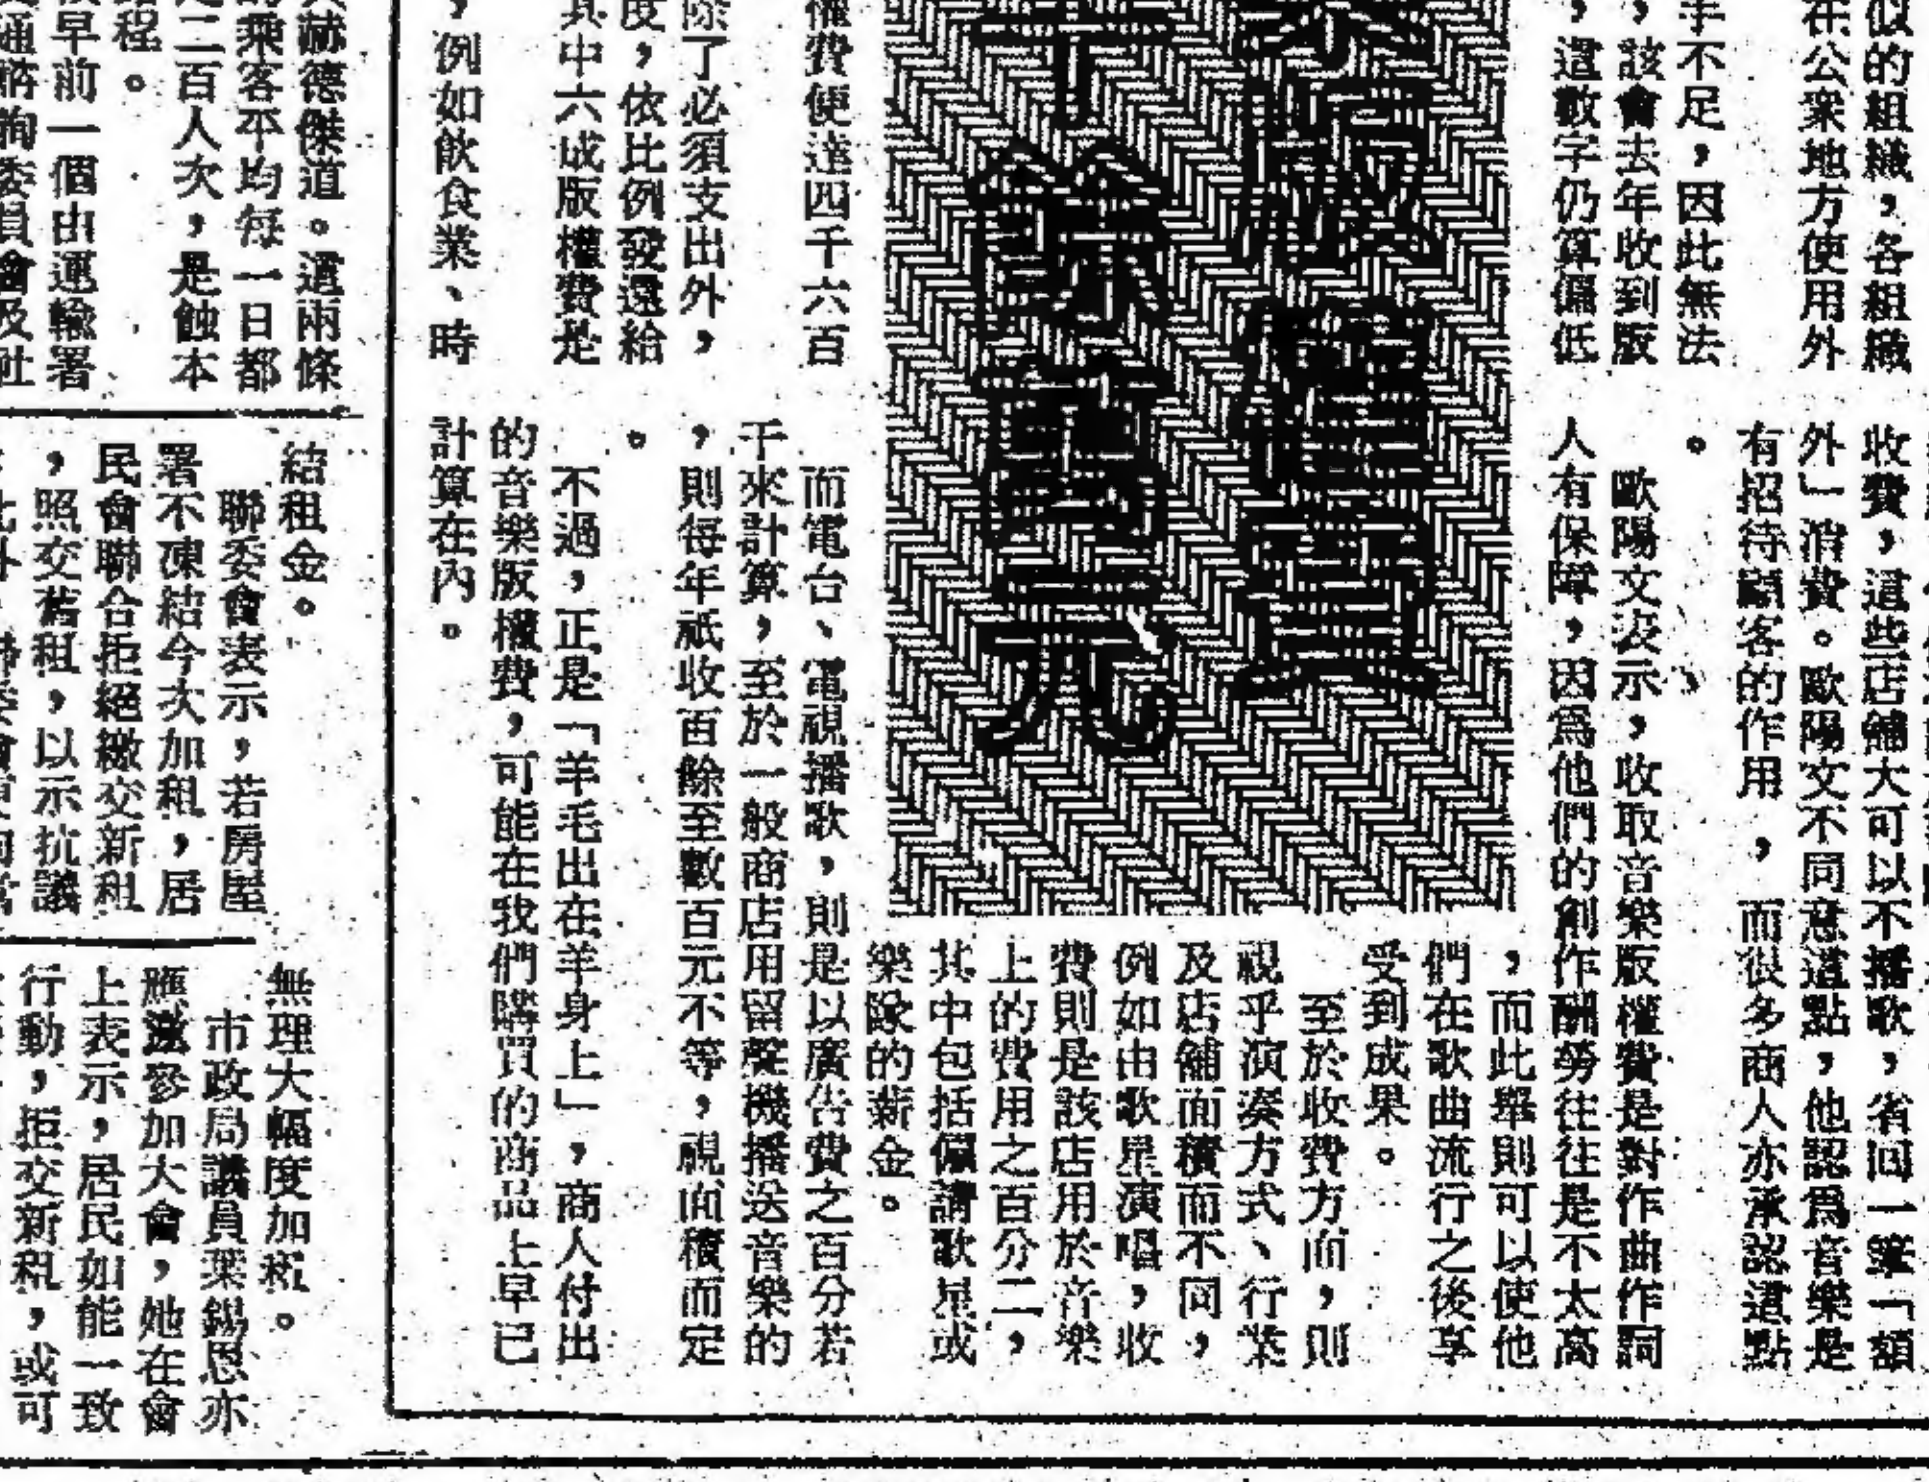 似的組織，各組織
在公衆地方使用外
手不足，因此無法
，該會去年收到版
，這數字仍算偏低
版權費
千餘萬元
權費便達四千六百
除了必須支出外，
度，依比例發還給
其中六成版權費是
，例如飲食業、時
收費，這些店舖大可以不播歌，省回一筆「額
外」消費。歐陽文不同意這點，他認爲音樂是
有招待顧客的作用，而很多商人亦承認這點
。
歐陽文表示，收取音樂版權費是對作曲作詞
人有保障，因爲他們的創作酬勞往往是不太高
，而此舉則可以使他
們在歌曲流行之後享
受到成果。
至於收費方面，則
視乎演奏方式、行業
及店舖面積而不同，
例如由歌星演唱，收
費則是該店用於音樂
上的費用之百分二，
其中包括僱請歌星或
樂隊的薪金。
而電台、電視播歌，則是以廣告費之百分若
干來計算，至於一般商店用留聲機播送音樂的
，則每年祇收百餘至數百元不等，視面積而定
。
不過，正是「羊毛出在羊身上」，商人付出
的音樂版權費，可能在我們購買的商品上早已
計算在內。
赫德傑道。這兩條
乘客平均每一日都
二百人次，是蝕本
程。
早前一個由運輸署
通諮詢委員會及社
結租金。
聯委會表示，若房屋
署不凍結今次加租，居
民會聯合拒絕繳交新租
，照交舊租，以示抗議
無理大幅度加租。
市政局議員葉錫恩亦
應邀參加大會，她在會
上表示，居民如能一致
行動，拒交新租，或可